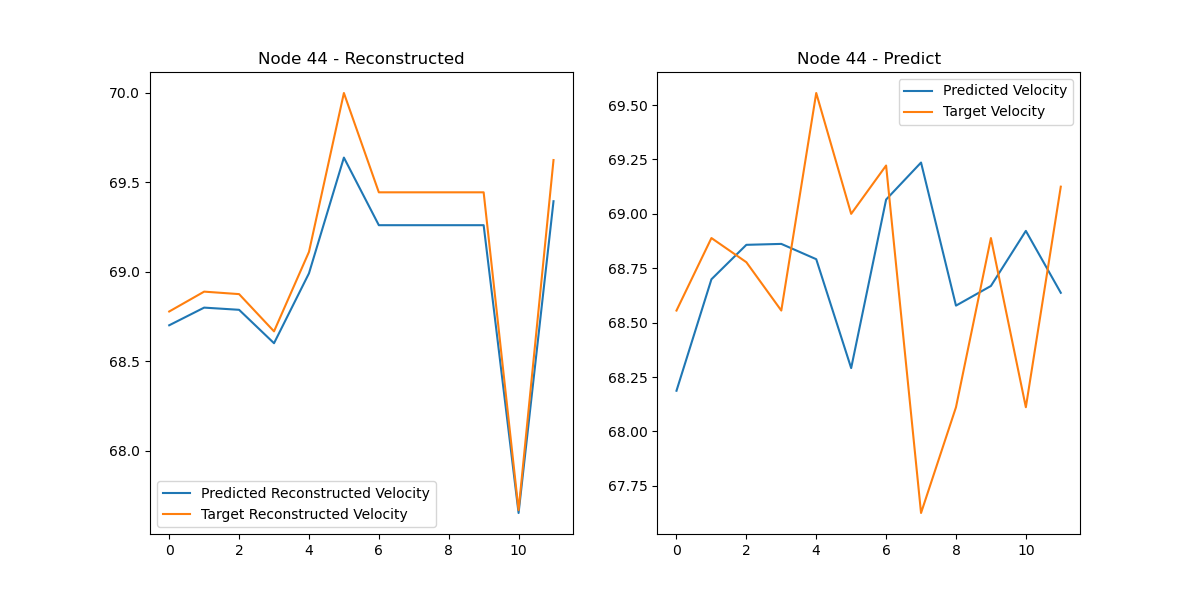 Node 44 - Reconstructed
70.0
69.5
69.0
68.5
68.0
Predicted Reconstructed Velocity
Target Reconstructed Velocity
0 2 4 6 8 10
Node 44 - Predict
Predicted Velocity
Target Velocity
69.50
69.25
69.00
68.75
68.50
68.25
68.00
67.75
0 2 4 6 8 10